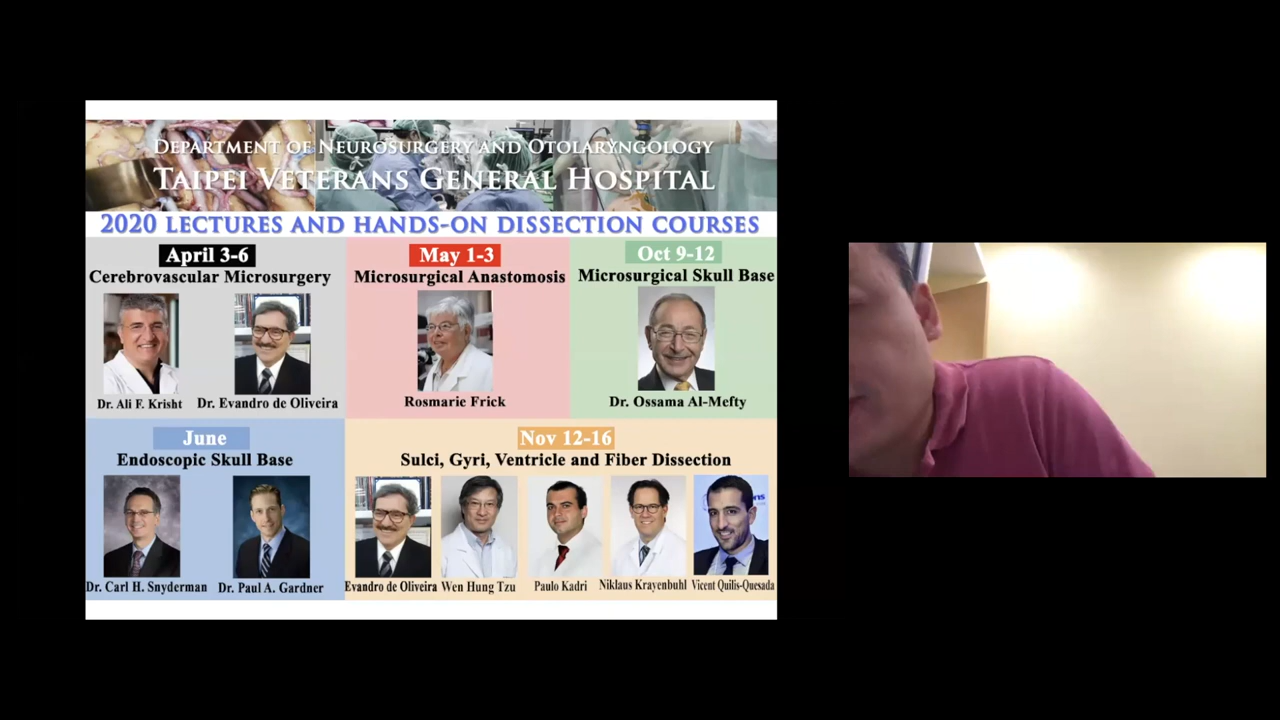 DEPARTMENT OF NEUROSURGERY AND OTOLARYNGOLOGY
TAIPEI VETERANS GENERAL HOSPITAL
2020 LECTURES AND HANDS-ON DISSECTION COURSES
April 3-6
Cerebrovascular Microsurgery
Dr. Ali F. Krisht
Dr. Evandro de Oliveira
May 1-3
Microsurgical Anastomosis
Rosmarie Frick
Oct 9-12
Microsurgical Skull Base
Dr. Ossama Al-Mefty
June
Endoscopic Skull Base
Dr. Carl H. Snyderman
Dr. Paul A. Gardner
Nov 12-16
Sulci, Gyri, Ventricle and Fiber Dissection
Evandro de Oliveira
Wen Hung Tzu
Paulo Kadri
Niklaus Krayenbuhl
Vicent Quilis-Quesada